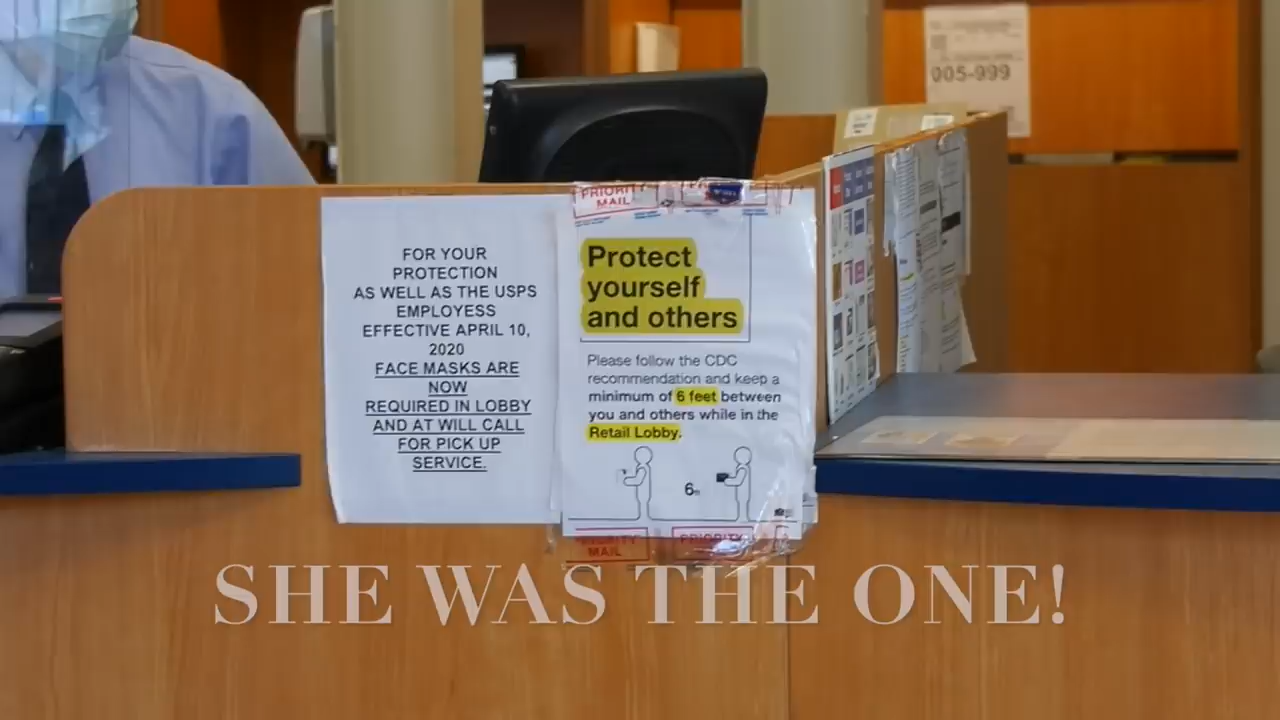 005-999
PRIORITY
MAIL
FOR YOUR
PROTECTION
AS WELL AS THE USPS
EMPLOYESS
EFFECTIVE APRIL 10,
2020
FACE MASKS ARE
NOW
REQUIRED IN LOBBY
AND AT WILL CALL
FOR PICK UP
SERVICE.
Protect
yourself
and others
Please follow the CDC
recommendation and keep a
minimum of 6 feet between
you and others while in the
Retail Lobby.
6ft
PRIORITY
MAIL
PRIORITY
SHE WAS THE ONE!